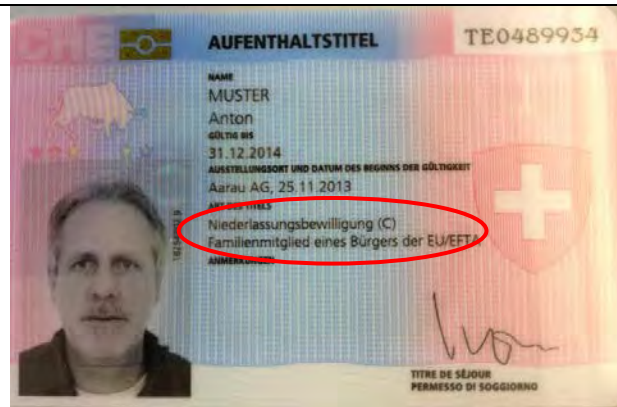 CHE
AUFENTHALTSTITEL
TE0489934
NAME
MUSTER
Anton
GÜLTIG BIS
31.12.2014
AUSSTELLUNGSORT UND DATUM DES BEGINNS DER GÜLTIGKEIT
Aarau AG, 25.11.2013
ART DES TITELS
Niederlassungsbewilligung (C)
Familienmitglied eines Bürgers der EU/EFTA
ANMERKUNGEN
TITRE DE SÉJOUR
PERMESSO DI SOGGIORNO